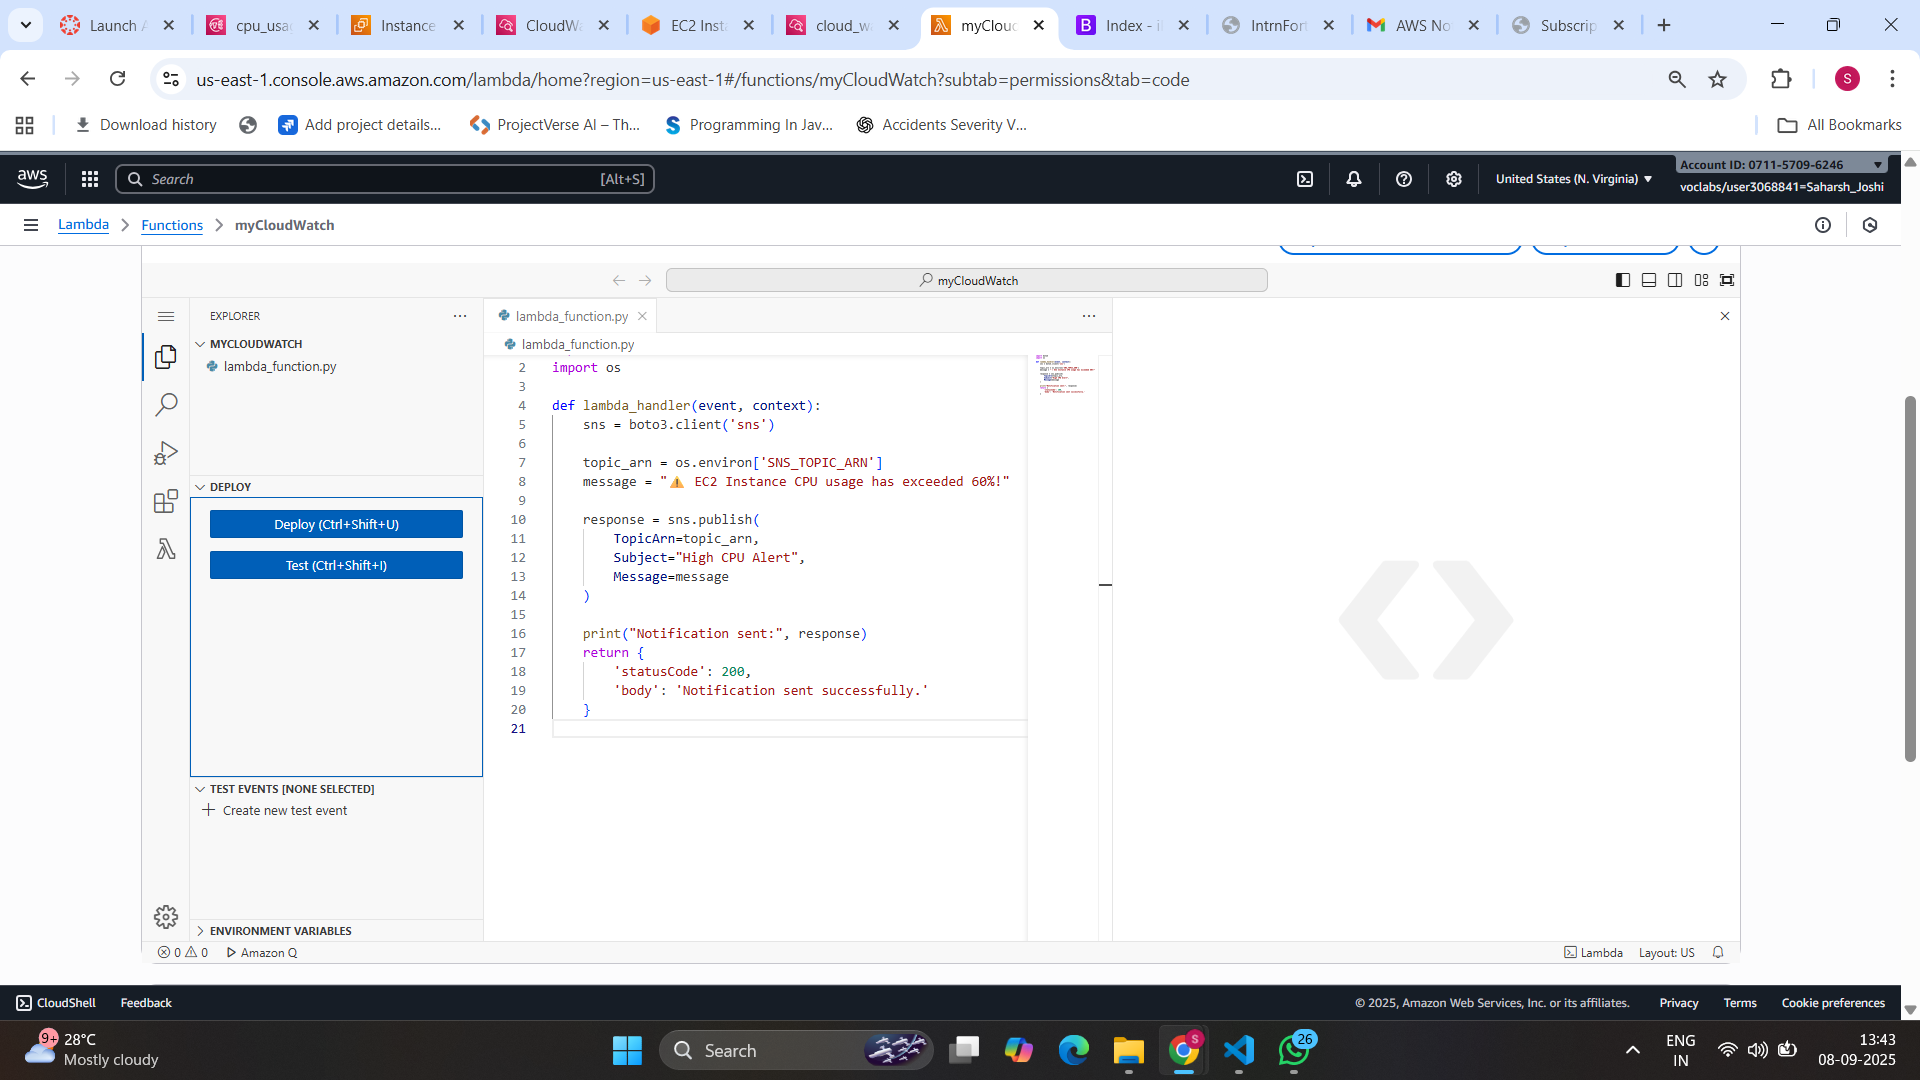 Launch A
cpu_usa
Instance
CloudWa
EC2 Inst
cloud_wa
myClouc
Index - il
IntrnFort
AWS No
Subscrip
us-east-1.console.aws.amazon.com/lambda/home?region=us-east-1#/functions/myCloudWatch?subtab=permissions&tab=code
S
Download history
Add project details...
ProjectVerse AI – Th...
Programming In Jav...
Accidents Severity V...
All Bookmarks
aws
Search
[Alt+S]
United States (N. Virginia)
Account ID: 0711-5709-6246
voclabs/user3068841=Saharsh_Joshi
Lambda
Functions
myCloudWatch
myCloudWatch
EXPLORER
MYCLOUDWATCH
lambda_function.py
DEPLOY
Deploy (Ctrl+Shift+U)
Test (Ctrl+Shift+I)
TEST EVENTS [NONE SELECTED]
Create new test event
ENVIRONMENT VARIABLES
lambda_function.py
lambda_function.py
2 import os
3
4 def lambda_handler(event, context):
5 sns = boto3.client('sns')
6
7 topic_arn = os.environ['SNS_TOPIC_ARN']
8 message = "⚠️ EC2 Instance CPU usage has exceeded 60%!"
9
10 response = sns.publish(
11 TopicArn=topic_arn,
12 Subject="High CPU Alert",
13 Message=message
14 )
15
16 print("Notification sent:", response)
17 return {
18 'statusCode': 200,
19 'body': 'Notification sent successfully.'
20 }
21
0 0 Amazon Q
Lambda
Layout: US
CloudShell
Feedback
© 2025, Amazon Web Services, Inc. or its affiliates.
Privacy
Terms
Cookie preferences
9+
28°C
Mostly cloudy
Search
S
26
ENG
IN
13:43
08-09-2025